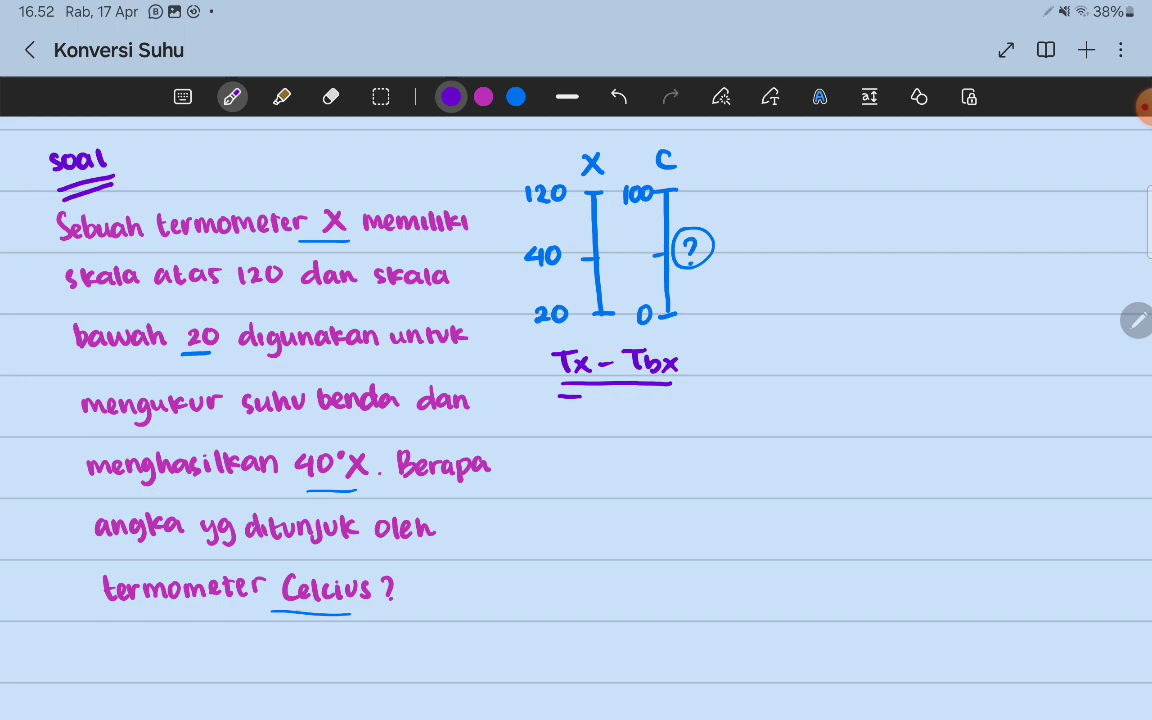 16.52 Rab, 17 Apr
38%
Konversi Suhu
soal
Sebuah termometer X memiliki
skala atas 120 dan skala
bawah 20 digunakan untuk
mengukur suhu benda dan
menghasilkan 40°X. Berapa
angka yg ditunjuk oleh
termometer Celcius?
X C
120 100
40 ?
20 0
Tx - Tbx